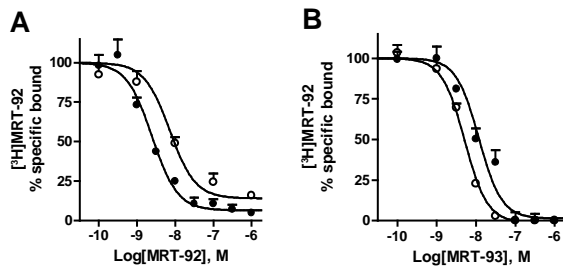 A
[³H]MRT-92
% specific bound
100
75
50
25
0
-10 -9 -8 -7 -6
Log[MRT-92], M
B
[³H]MRT-92
% specific bound
100
75
50
25
0
-10 -9 -8 -7 -6
Log[MRT-93], M